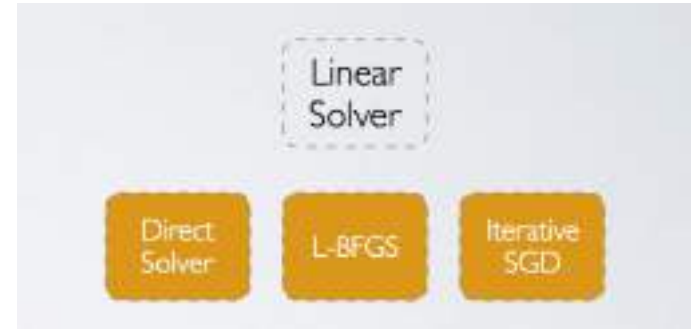 Linear
Solver
Direct
Solver
L-BFGS
Iterative
SGD